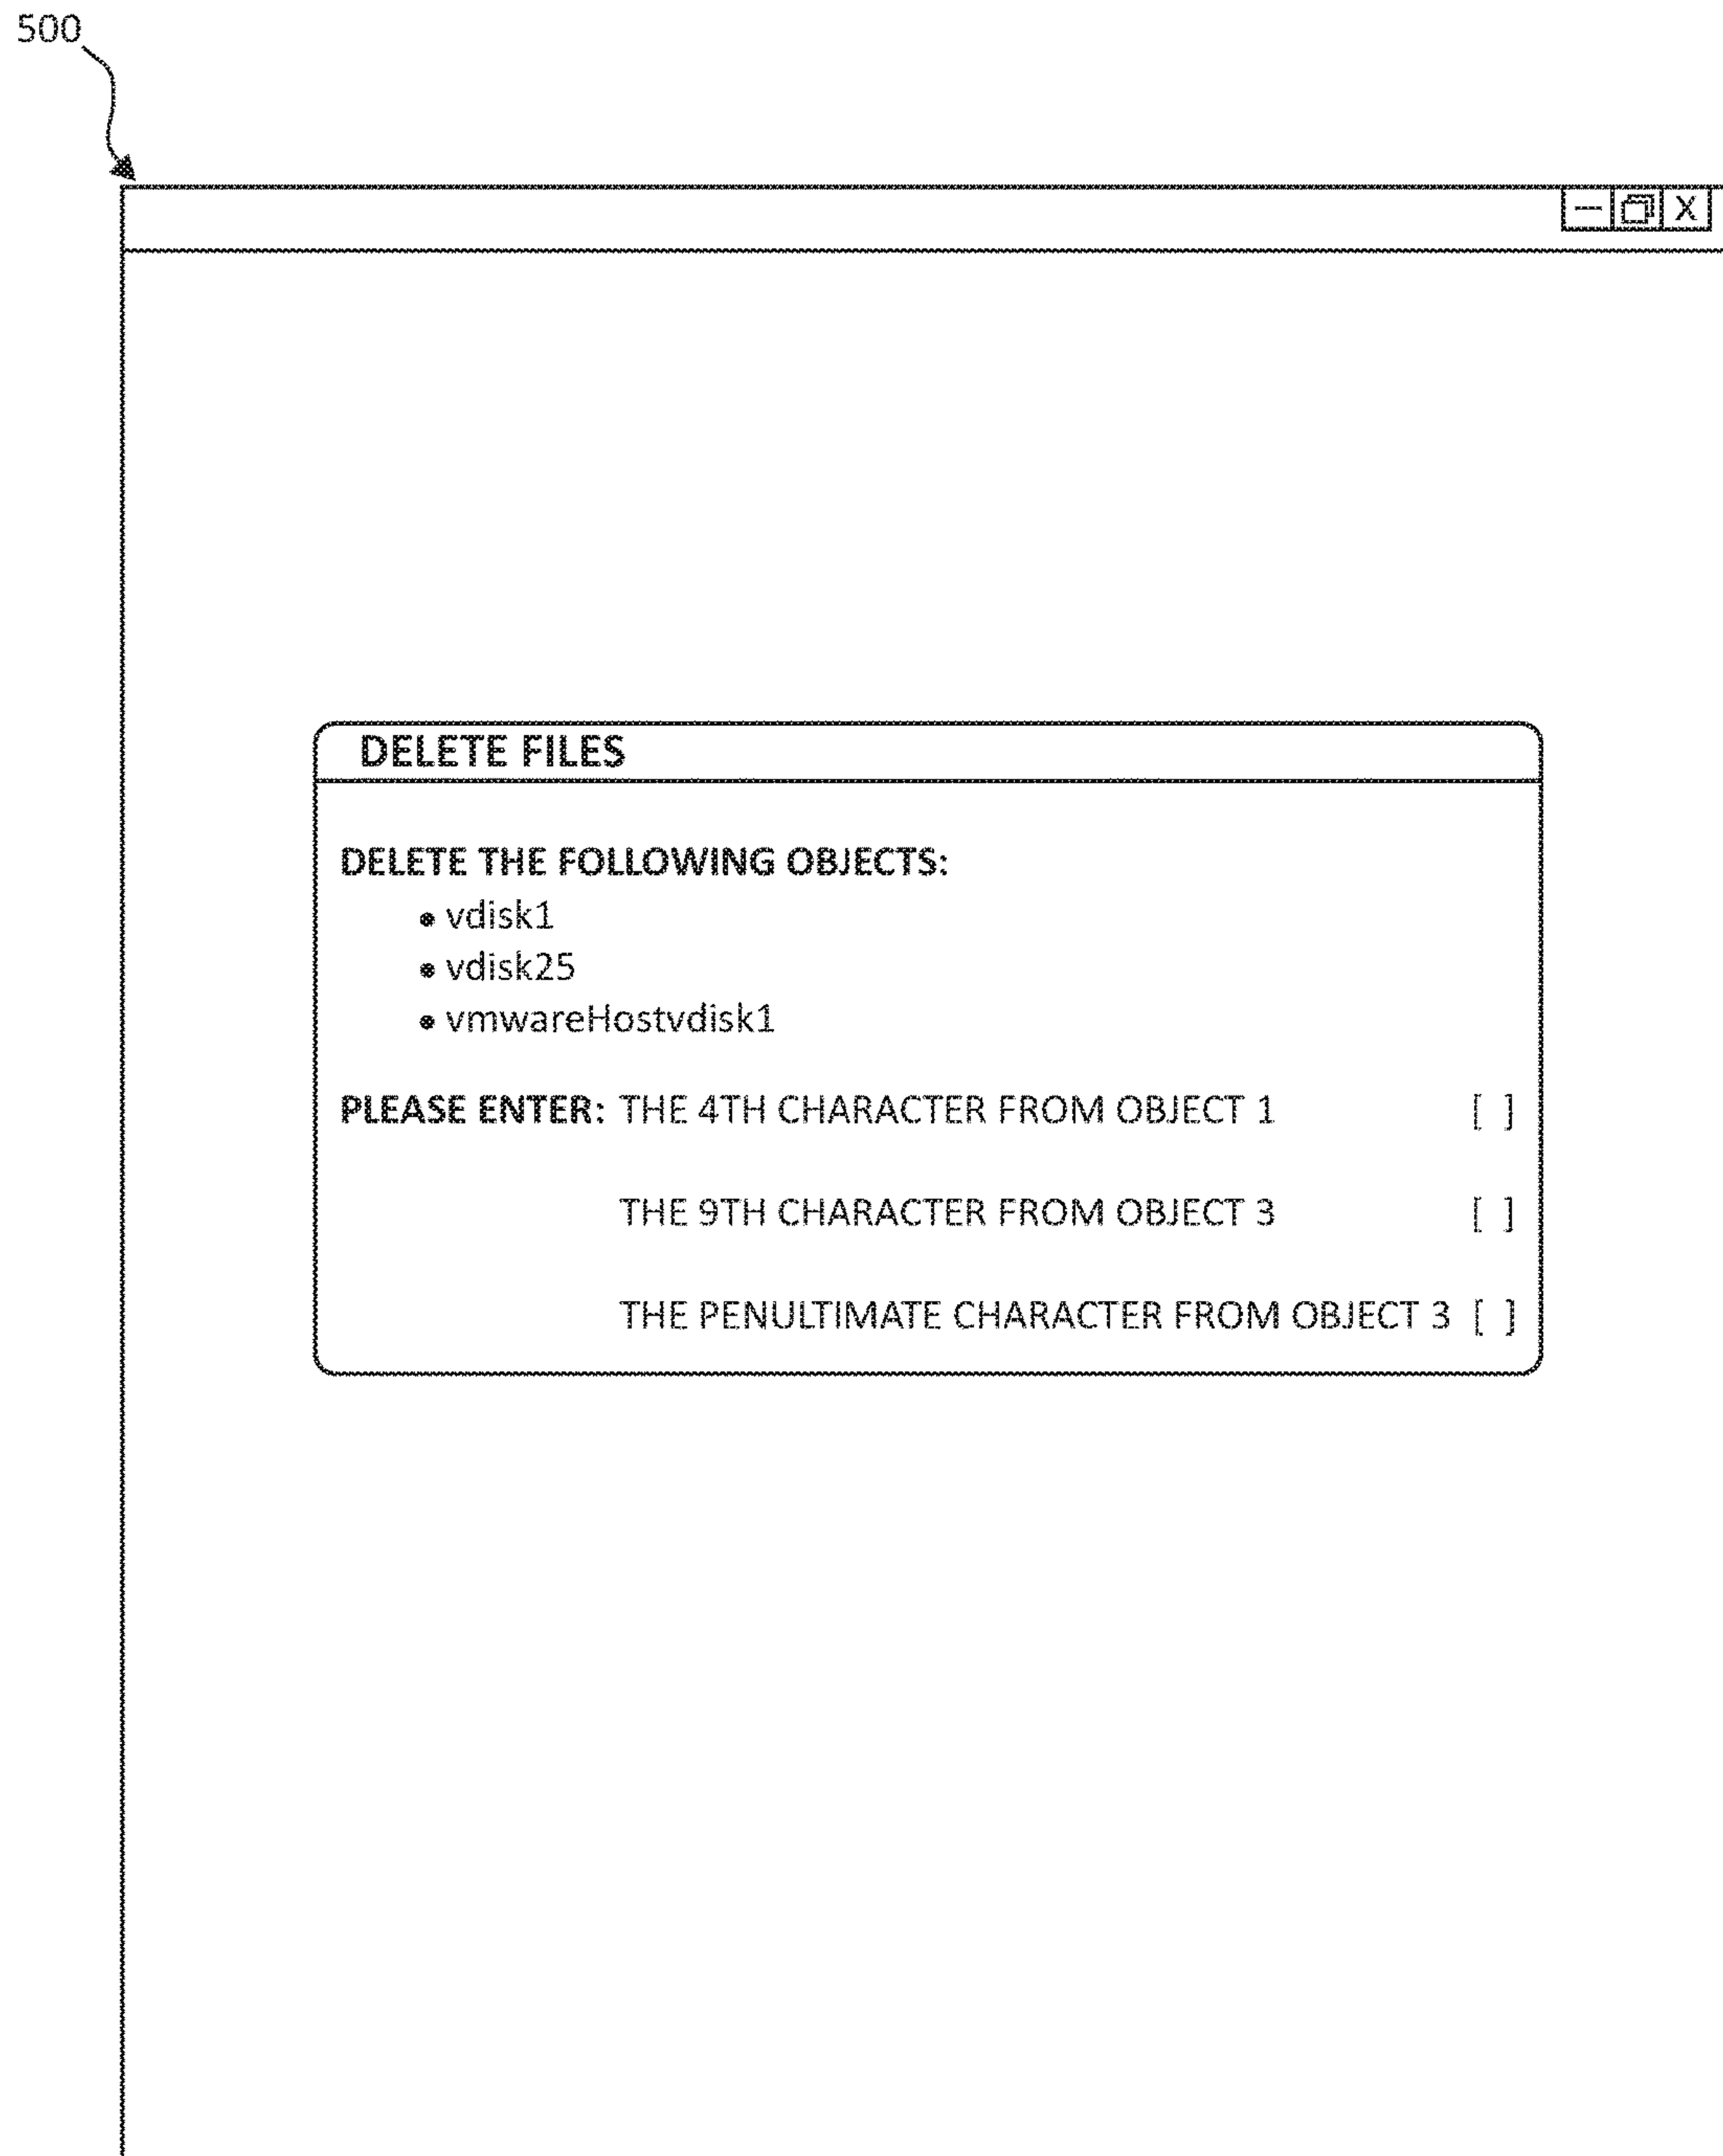 500
X
DELETE FILES
DELETE THE FOLLOWING OBJECTS:
• vdisk1
• vdisk25
• vmwareHostvdisk1
PLEASE ENTER: THE 4TH CHARACTER FROM OBJECT 1 [ ]
THE 9TH CHARACTER FROM OBJECT 3 [ ]
THE PENULTIMATE CHARACTER FROM OBJECT 3 [ ]